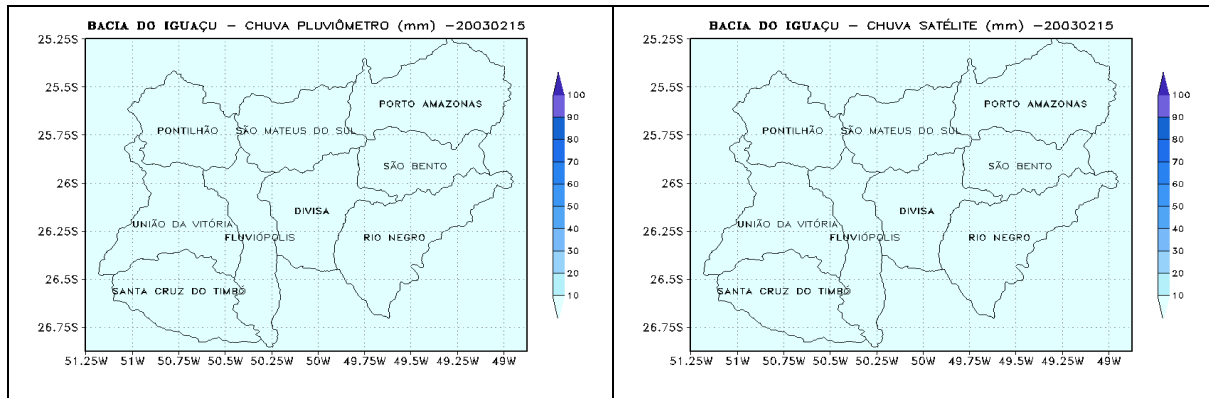 BACIA DO IGUAÇU – CHUVA PLUVIÔMETRO (mm) –20030215
25.25S
25.5S
25.75S
26S
26.25S
26.5S
26.75S
51.25W 51W 50.75W 50.5W 50.25W 50W 49.75W 49.5W 49.25W 49W
PORTO AMAZONAS
PONTILHÃO
SÃO MATEUS DO SUL
SÃO BENTO
DIVISA
UNIÃO DA VITÓRIA
FLUVIÓPOLIS
RIO NEGRO
SANTA CRUZ DO TIMBÓ
100
90
80
70
60
50
40
30
20
10
BACIA DO IGUAÇU – CHUVA SATÉLITE (mm) –20030215
25.25S
25.5S
25.75S
26S
26.25S
26.5S
26.75S
51.25W 51W 50.75W 50.5W 50.25W 50W 49.75W 49.5W 49.25W 49W
PORTO AMAZONAS
PONTILHÃO
SÃO MATEUS DO SUL
SÃO BENTO
DIVISA
UNIÃO DA VITÓRIA
FLUVIÓPOLIS
RIO NEGRO
SANTA CRUZ DO TIMBÓ
100
90
80
70
60
50
40
30
20
10